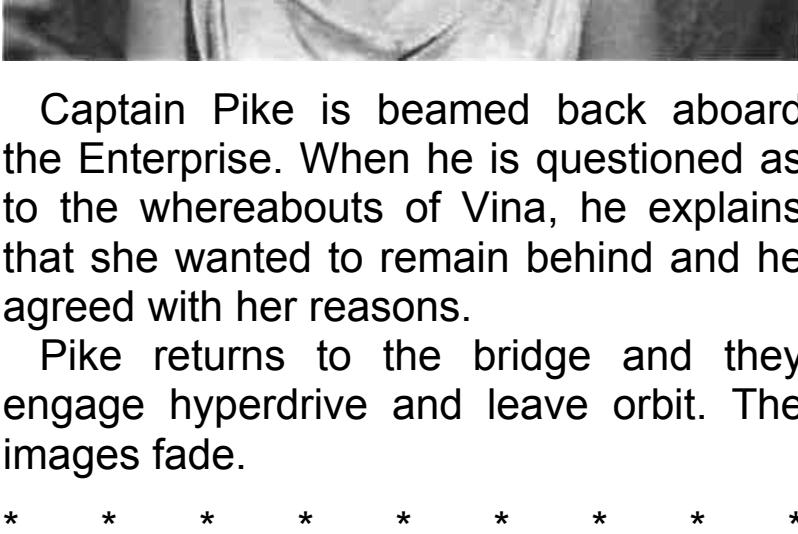 Captain Pike is beamed back aboard
the Enterprise. When he is questioned as
to the whereabouts of Vina, he explains
that she wanted to remain behind and he
agreed with her reasons.
Pike returns to the bridge and they
engage hyperdrive and leave orbit. The
images fade.
* * * * * * * * *